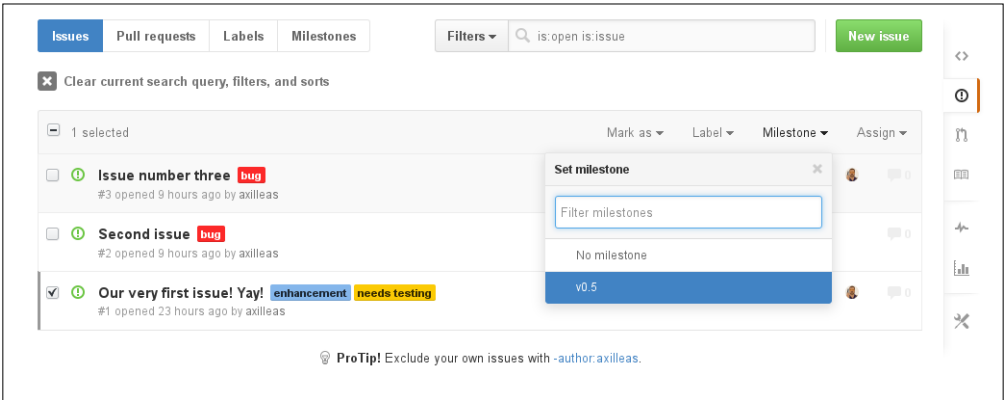 Issues Pull requests Labels Milestones Filters is:open is:issue New issue
Clear current search query, filters, and sorts
1 selected Mark as Label Milestone Assign
Set milestone
Filter milestones
No milestone
v0.5
Issue number three bug
#3 opened 9 hours ago by axilleas 0
Second issue bug
#2 opened 9 hours ago by axilleas 0
Our very first issue! Yay! enhancement needs testing
#1 opened 23 hours ago by axilleas 0
ProTip! Exclude your own issues with -author:axilleas.